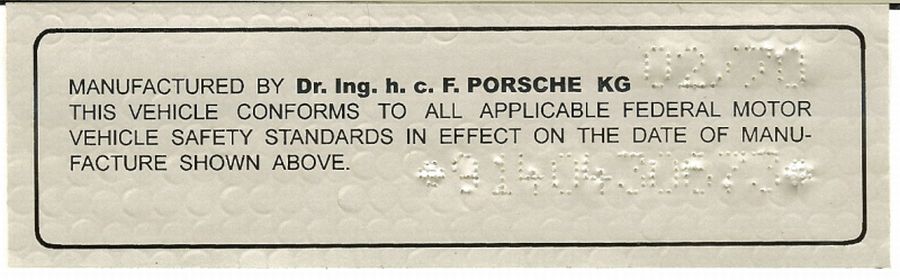 02/70
MANUFACTURED BY Dr. Ing. h. c. F. PORSCHE KG
THIS VEHICLE CONFORMS TO ALL APPLICABLE FEDERAL MOTOR
VEHICLE SAFETY STANDARDS IN EFFECT ON THE DATE OF MANU-
FACTURE SHOWN ABOVE.
*9140430673*